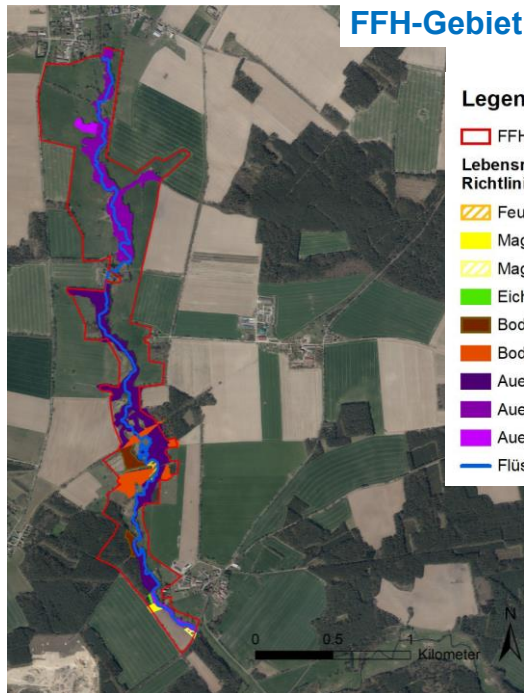 FFH-Gebiet
Legen
FFH
Lebensr
Richtlini
Feu
Mag
Mag
Eich
Bod
Bod
Aue
Aue
Aue
Flüs
N
0 0.5 1
Kilometer